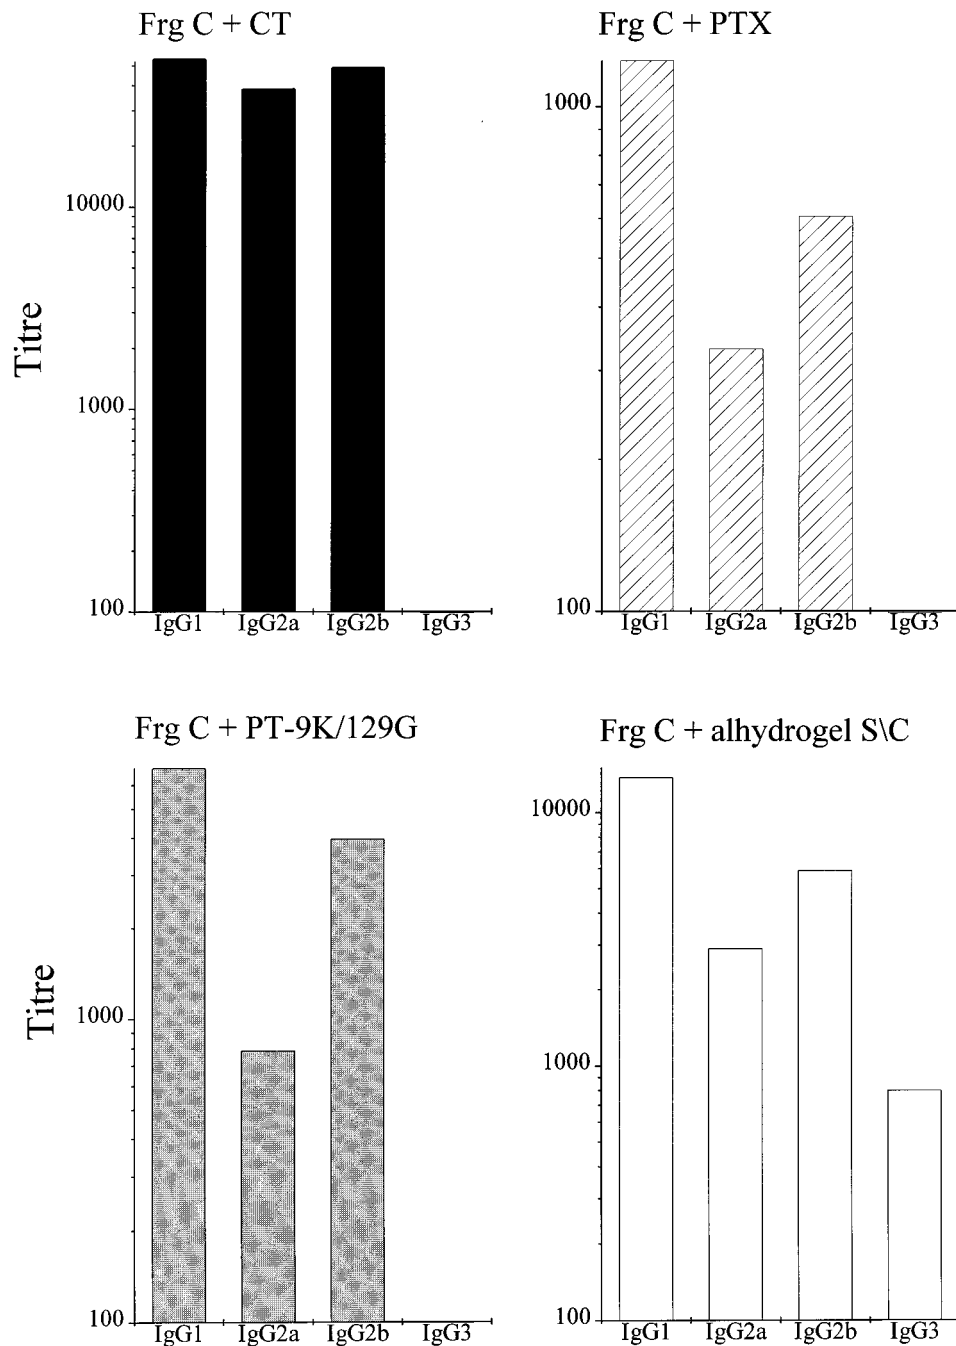 Frg C + CT
Titre
10000
1000
100
IgG1 IgG2a IgG2b IgG3
Frg C + PTX
1000
100
IgG1 IgG2a IgG2b IgG3
Frg C + PT-9K/129G
Titre
1000
100
IgG1 IgG2a IgG2b IgG3
Frg C + alhydrogel S\C
10000
1000
100
IgG1 IgG2a IgG2b IgG3